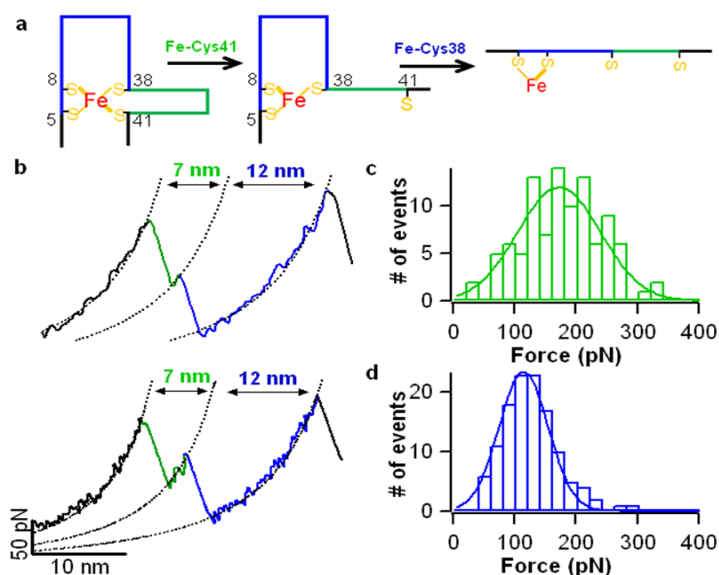 a
Fe-Cys41
Fe-Cys38
8
S
S
38
Fe
5
S
S
41
8
S
S
38
41
Fe
S
5
S
S
S
S
S
Fe
b
7 nm
12 nm
7 nm
12 nm
50 pN
10 nm
c
# of events
10
5
0
0
100
200
300
400
Force (pN)
d
# of events
20
10
0
0
100
200
300
400
Force (pN)